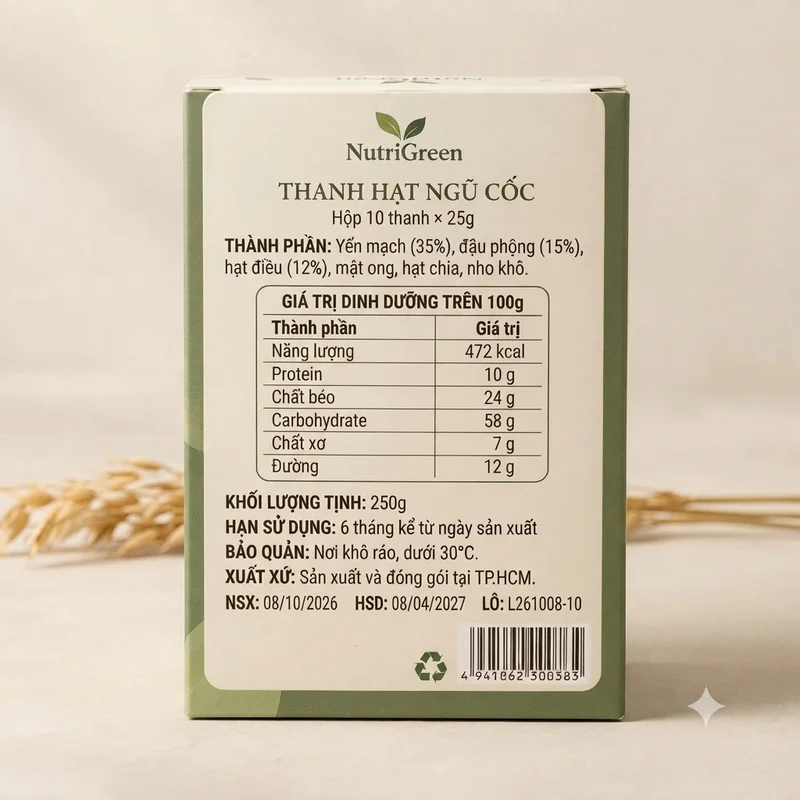 NutriGreen
THANH HẠT NGŨ CỐC
Hộp 10 thanh × 25g
THÀNH PHẦN: Yến mạch (35%), đậu phộng (15%),
hạt điều (12%), mật ong, hạt chia, nho khô.
GIÁ TRỊ DINH DƯỠNG TRÊN 100g
Thành phần Giá trị
Năng lượng 472 kcal
Protein 10 g
Chất béo 24 g
Carbohydrate 58 g
Chất xơ 7 g
Đường 12 g
KHỐI LƯỢNG TỊNH: 250g
HẠN SỬ DỤNG: 6 tháng kể từ ngày sản xuất
BẢO QUẢN: Nơi khô ráo, dưới 30°C.
XUẤT XỨ: Sản xuất và đóng gói tại TP.HCM.
NSX: 08/10/2026 HSD: 08/04/2027 LÔ: L261008-10